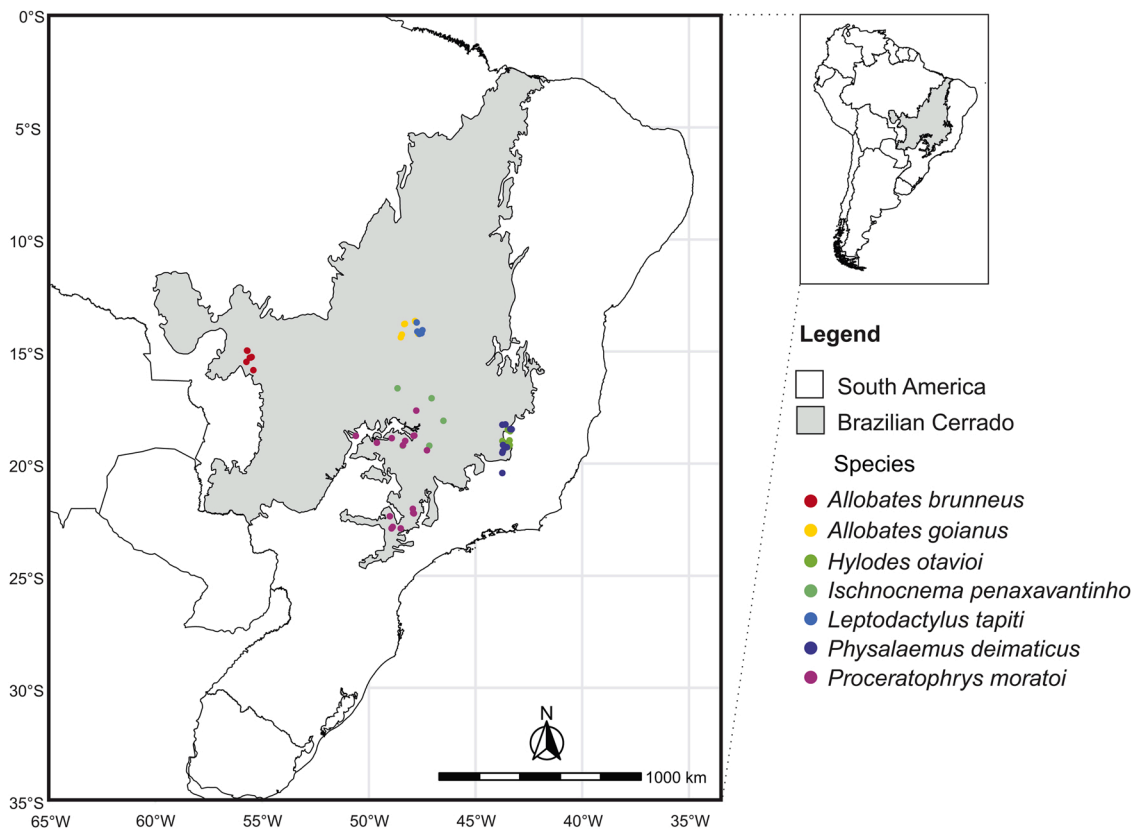 0°S
5°S
10°S
15°S
20°S
25°S
30°S
35°S
65°W 60°W 55°W 50°W 45°W 40°W 35°W
N
1000 km
Legend
South America
Brazilian Cerrado
Species
Allobates brunneus
Allobates goianus
Hylodes otavioi
Ischnocnema penaxavantinho
Leptodactylus tapiti
Physalaemus deimaticus
Proceratophrys moratoi